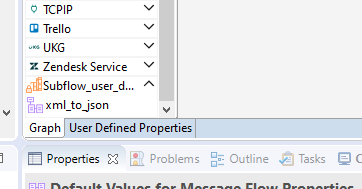 TCPIP
Trello
UKG UKG
Zendesk Service
Subflow_user_d...
xml_to_json
Graph User Defined Properties
Properties Problems Outline Tasks
Default Values for Message Flow Properties